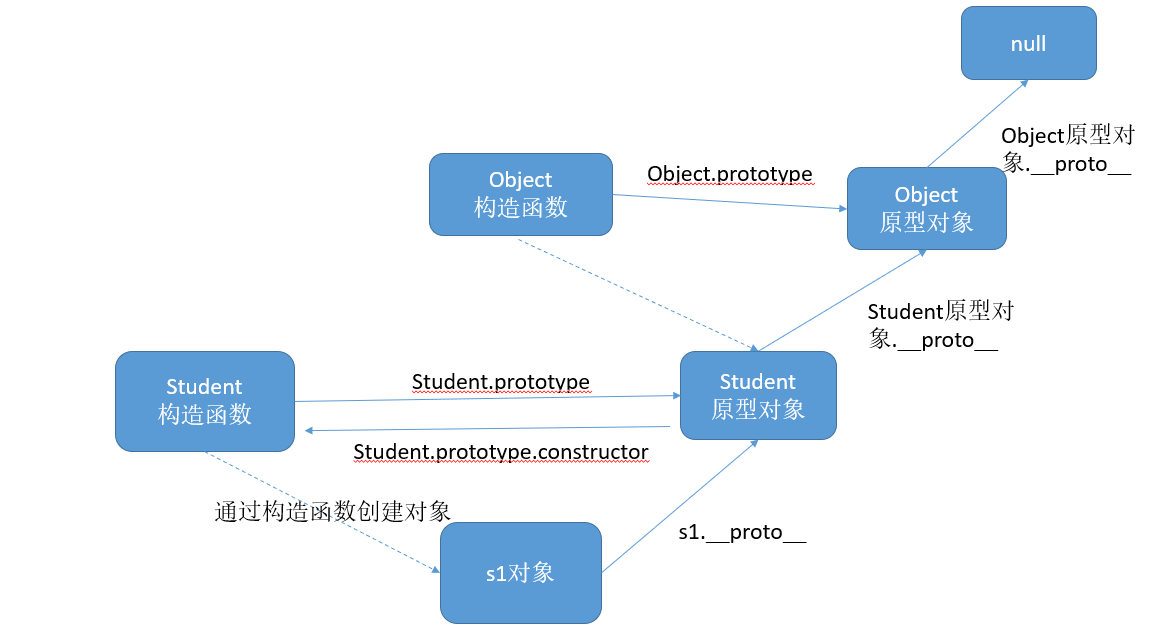 null
Object原型对
象.__proto__
Object
构造函数
Object.prototype
Object
原型对象
Student原型对
象.__proto__
Student
构造函数
Student.prototype
Student
原型对象
Student.prototype.constructor
通过构造函数创建对象
s1对象
s1.__proto__